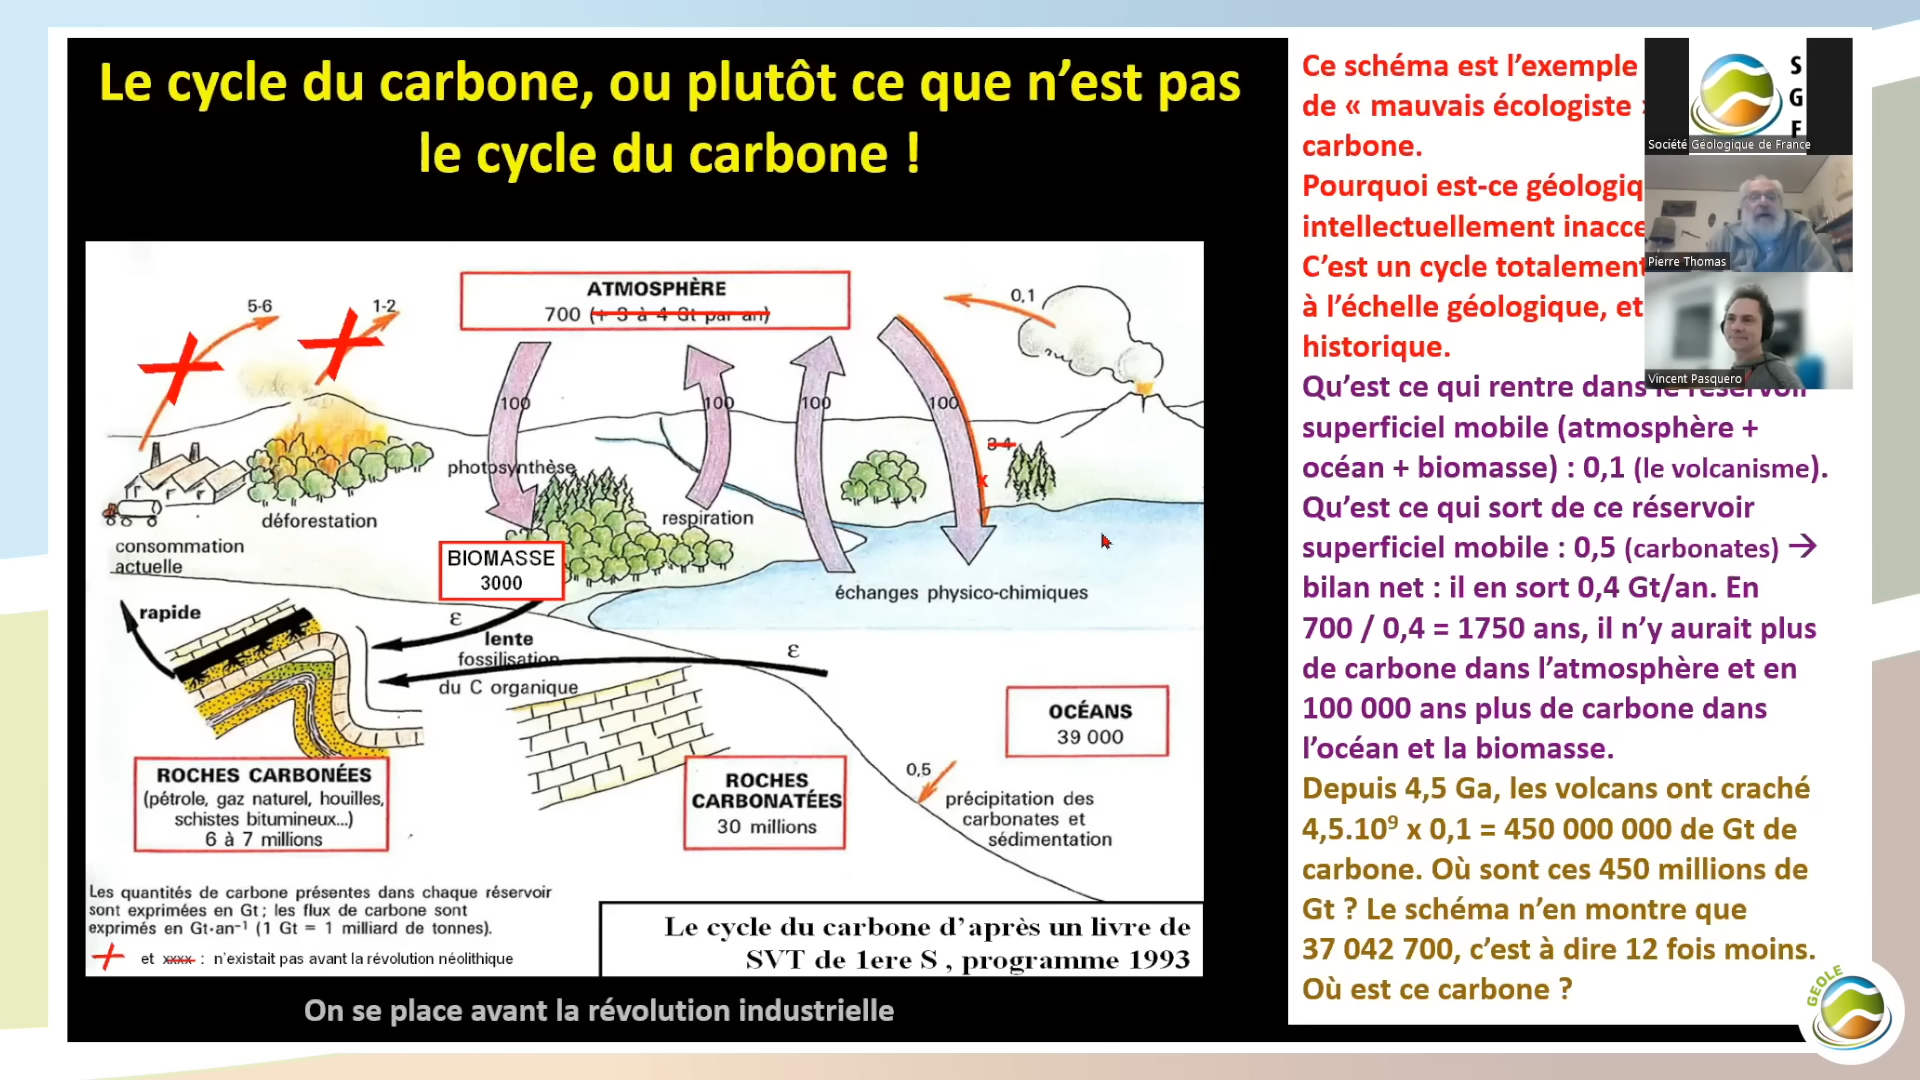 Le cycle du carbone, ou plutôt ce que n’est pas
le cycle du carbone !
ATMOSPHÈRE
700 (+ 3 à 4 Gt par an)
5-6
1-2
0,1
100
100
100
100
3-4
photosynthèse
respiration
déforestation
consommation
actuelle
BIOMASSE
3000
échanges physico-chimiques
rapide
ε
lente
fossilisation
du C organique
ε
OCÉANS
39 000
ROCHES CARBONÉES
(pétrole, gaz naturel, houilles,
schistes bitumineux...)
6 à 7 millions
ROCHES
CARBONATÉES
30 millions
0,5
précipitation des
carbonates et
sédimentation
Les quantités de carbone présentes dans chaque réservoir
sont exprimées en Gt ; les flux de carbone sont
exprimés en Gt·an⁻¹ (1 Gt = 1 milliard de tonnes).
et xxxx : n'existait pas avant la révolution néolithique
Le cycle du carbone d'après un livre de
SVT de 1ere S , programme 1993
On se place avant la révolution industrielle
Ce schéma est l’exemple
de « mauvais écologiste
carbone.
Pourquoi est-ce
intellectuellement
C’est un cycle totalement
à l’échelle géologique, et
historique.
Qu’est ce qui rentre dans le réservoir
superficiel mobile (atmosphère +
océan + biomasse) : 0,1 (le volcanisme).
Qu’est ce qui sort de ce réservoir
superficiel mobile : 0,5 (carbonates) →
bilan net : il en sort 0,4 Gt/an. En
700 / 0,4 = 1750 ans, il n’y aurait plus
de carbone dans l’atmosphère et en
100 000 ans plus de carbone dans
l’océan et la biomasse.
Depuis 4,5 Ga, les volcans ont craché
4,5.10⁹ x 0,1 = 450 000 000 de Gt de
carbone. Où sont ces 450 millions de
Gt ? Le schéma n’en montre que
37 042 700, c’est à dire 12 fois moins.
Où est ce carbone ?
S
G
F
Société Géologique de France
Pierre Thomas
Vincent Pasquero
GEOLE